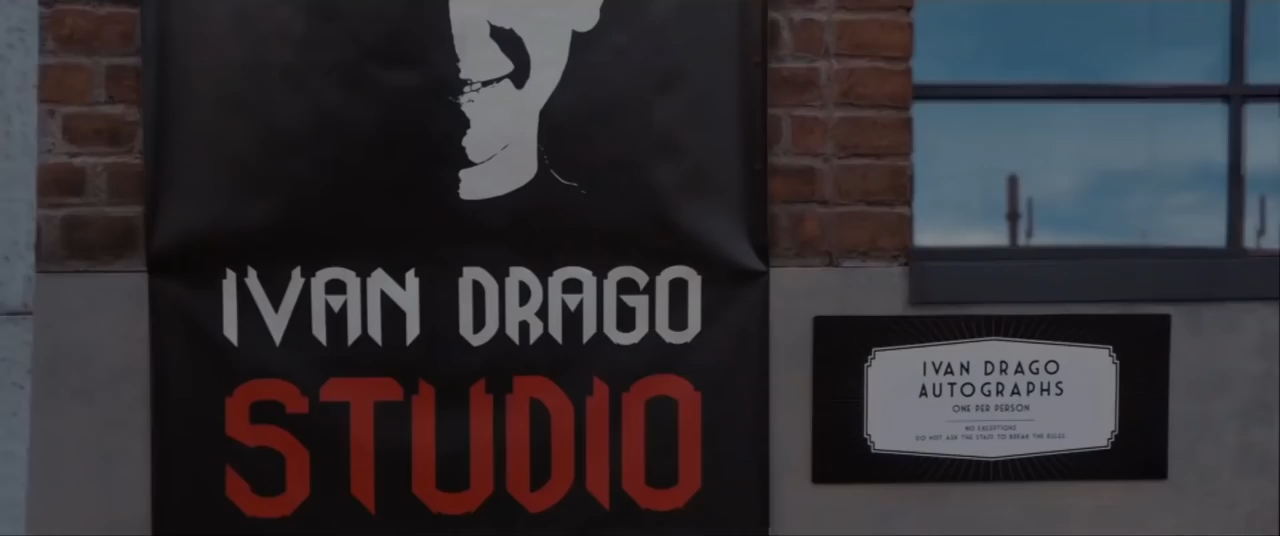 IVAN DRAGO
STUDIO
IVAN DRAGO
AUTOGRAPHS
ONE PER PERSON
NO EXCEPTIONS
DO NOT ASK THE STAFF TO BREAK THE RULES